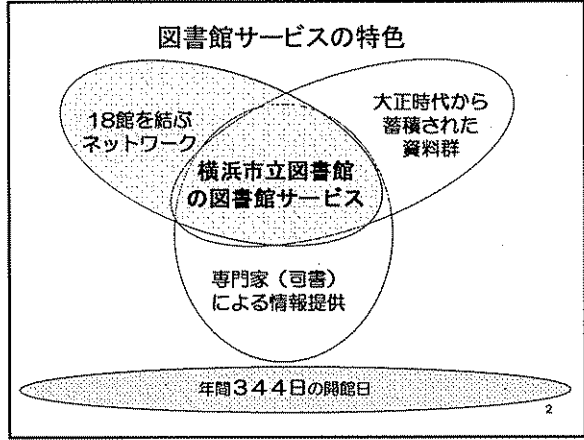 図書館サービスの特色
18館を結ぶ
ネットワーク
大正時代から
蓄積された
資料群
横浜市立図書館
の図書館サービス
専門家（司書）
による情報提供
年間344日の開館日
2